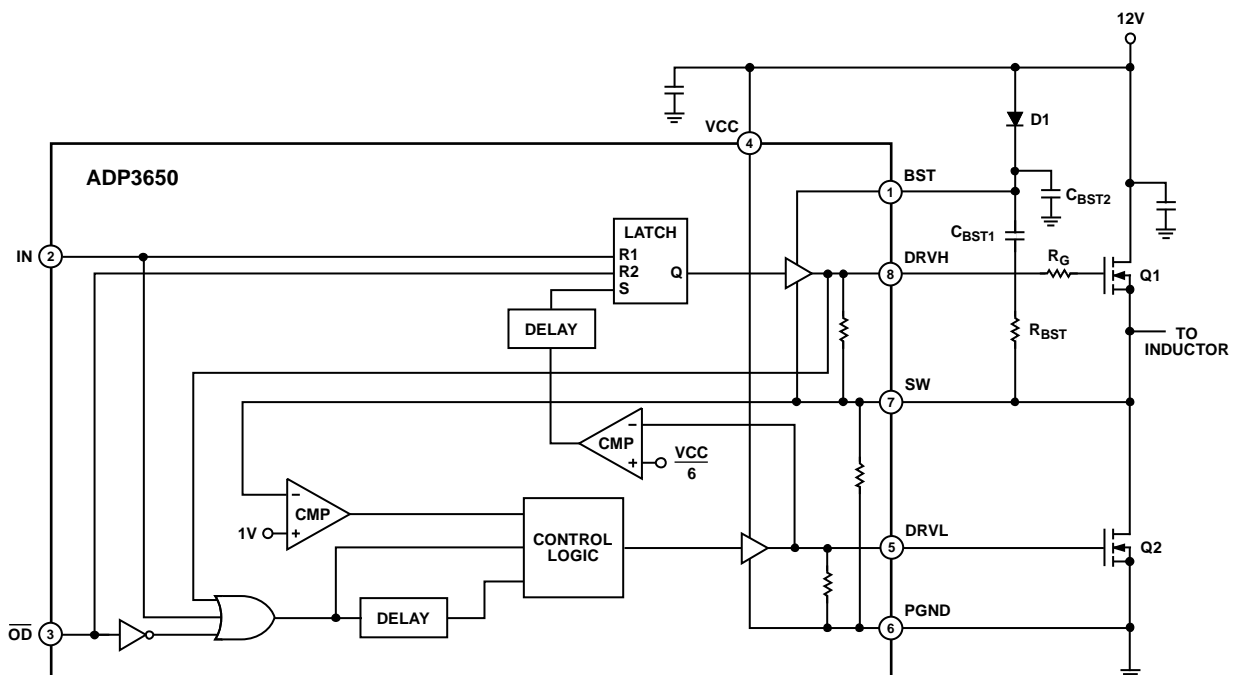 12V
D1
VCC
4
ADP3650
BST
1
CBST2
CBST1
LATCH
IN
2
R1
R2
S
Q
DRVH
8
RG
Q1
DELAY
RBST
TO
INDUCTOR
SW
7
−
CMP
+
VCC
6
−
CMP
1V
+
CONTROL
LOGIC
DRVL
5
Q2
DELAY
OD
3
PGND
6